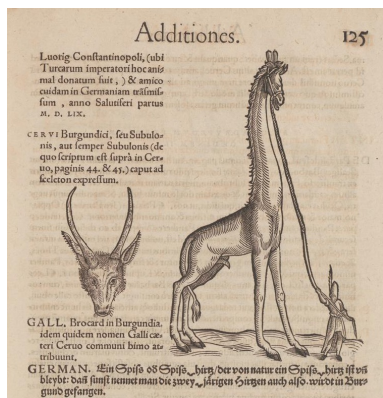 Additiones. 125
Luorig Constantinopoli, (ubi
Turcarum imperatori hoc ani⸗
mal donatum fuit, ) & amico
cuidam in Germaniam trãsmis⸗
sum , anno Salutiferi partus
M. D. LIX.
CERVI Burgundici, seu Subulo⸗
nis, aut semper Subulonis (de
quo scriptum est suprà in Cer⸗
uo, paginis 44. & 45.) caput ad
sceleton expressum.
GALL. Brocard in Burgundia.
idem quidem nomen Galli cæ⸗
teri Ceruo communi bimo at⸗
tribuunt.
GERMAN. Ein Spiss oder Spiss⸗hirtz/der von natur ein Spiss⸗hirtz ist vñ
bleybt: dañ sunst nennet man die zwey⸗järigen Hirtzen auch also. wirdt in Bur⸗
gund gefangen.